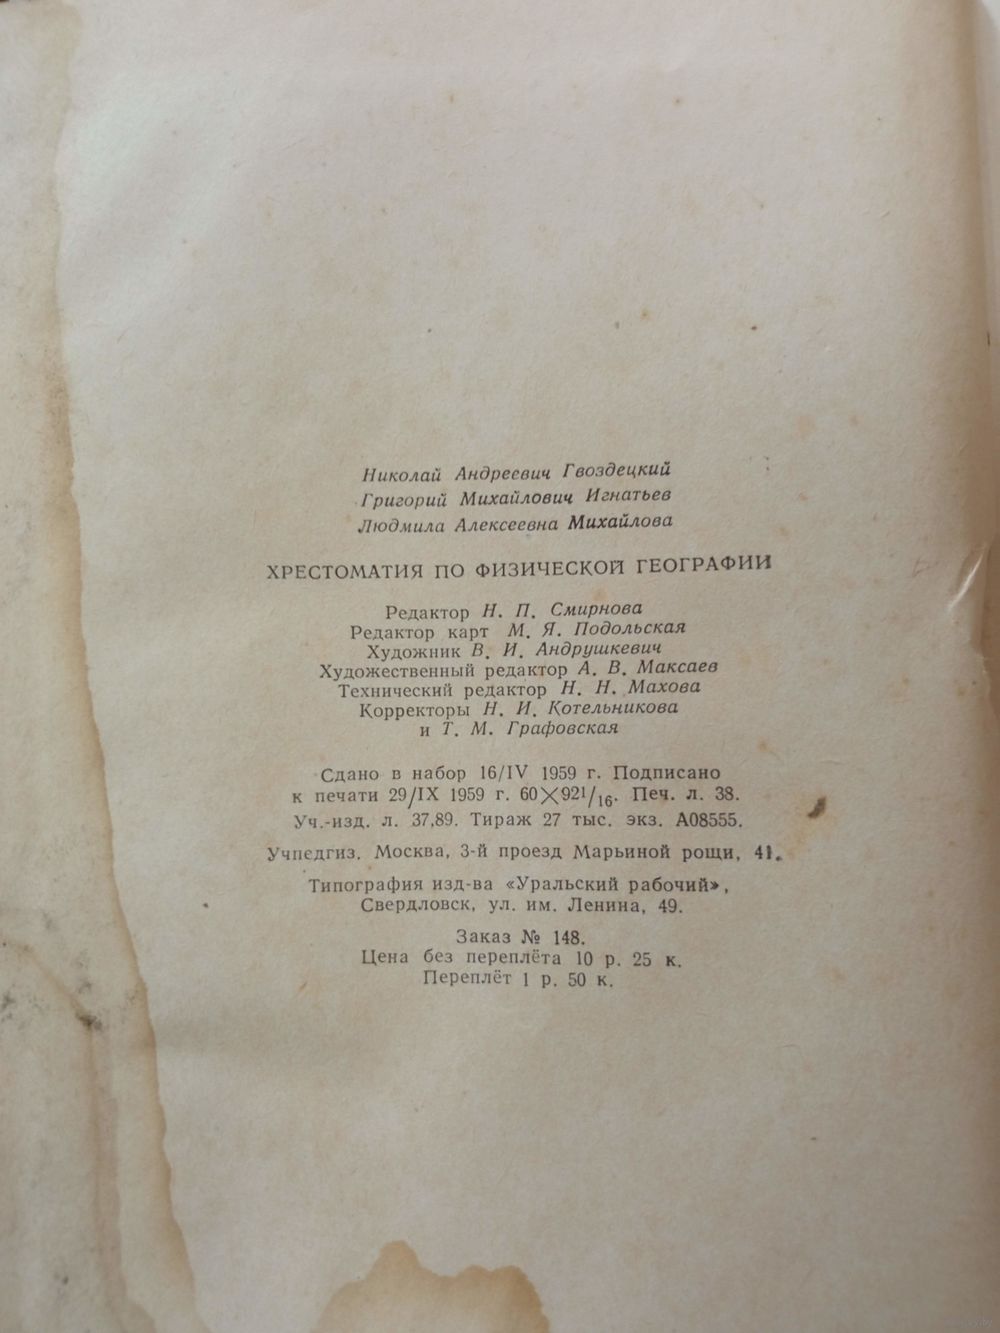 Николай Андреевич Гвоздецкий
Григорий Михайлович Игнатьев
Людмила Алексеевна Михайлова
ХРЕСТОМАТИЯ ПО ФИЗИЧЕСКОЙ ГЕОГРАФИИ
Редактор Н. П. Смирнова
Редактор карт М. Я. Подольская
Художник В. И. Андрушкевич
Художественный редактор А. В. Максаев
Технический редактор Н. Н. Махова
Корректоры Н. И. Котельникова
и Т. М. Графовская
Сдано в набор 16/IV 1959 г. Подписано
к печати 29/IX 1959 г. 60×92¹/₁₆. Печ. л. 38.
Уч.-изд. л. 37,89. Тираж 27 тыс. экз. А08555.
Учпедгиз. Москва, 3-й проезд Марьиной рощи, 41.
Типография изд-ва «Уральский рабочий»,
Свердловск, ул. им. Ленина, 49.
Заказ № 148.
Цена без переплёта 10 р. 25 к.
Переплёт 1 р. 50 к.